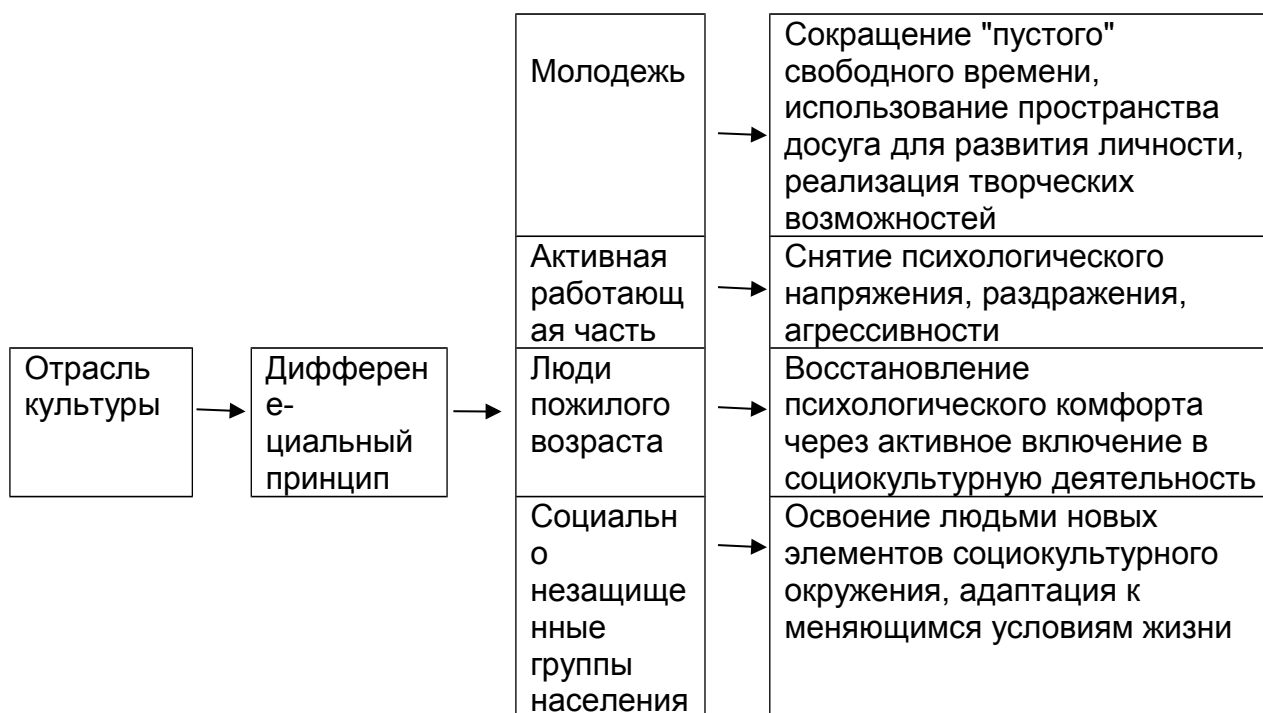 Молодежь
Сокращение "пустого"
свободного времени,
использование пространства
досуга для развития личности,
реализация творческих
возможностей
Активная
работающ
ая часть
Снятие психологического
напряжения, раздражения,
агрессивности
Отрасль
культуры
Дифферен
е-
циальный
принцип
Люди
пожилого
возраста
Восстановление
психологического комфорта
через активное включение в
социокультурную деятельность
Социальн
о
незащище
нные
группы
населения
Освоение людьми новых
элементов социокультурного
окружения, адаптация к
меняющимся условиям жизни